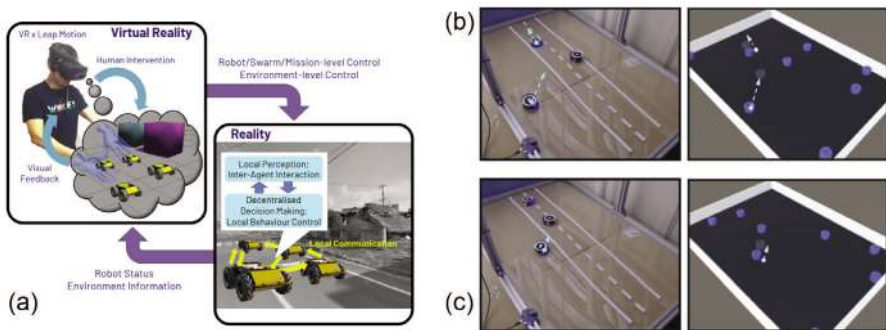 VR x Leap Motion
Virtual Reality
Human Intervention
Visual
Feedback
Robot/Swarm/Mission-level Control
Environment-level Control
Reality
Local Perception:
Inter-Agent Interaction
Decentralised
Decision Making:
Local Behaviour Control
Local Communication
Robot Status
Environment Information
(a)
(b)
(c)